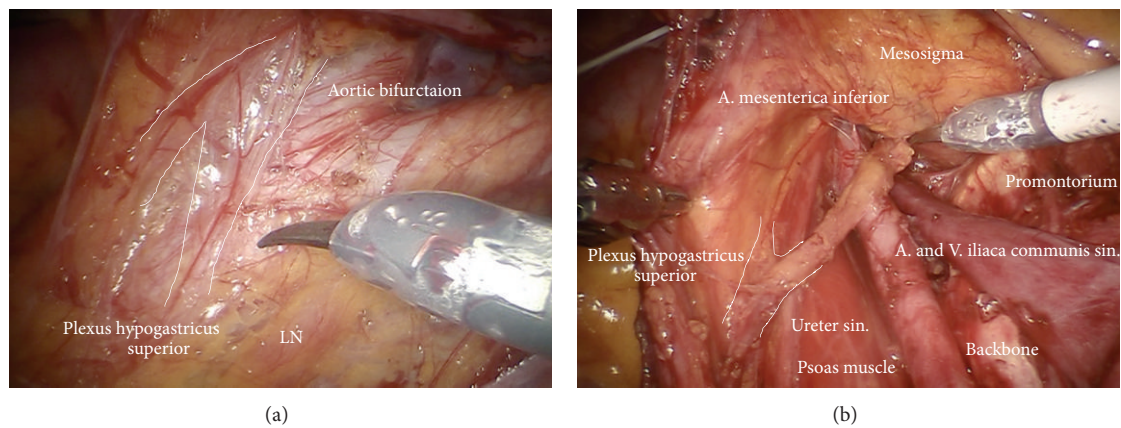 Aortic bifurctaion
Plexus hypogastricus
superior
LN
(a)
Mesosigma
A. mesenterica inferior
Promontorium
Plexus hypogastricus
superior
A. and V. iliaca communis sin.
Ureter sin.
Backbone
Psoas muscle
(b)